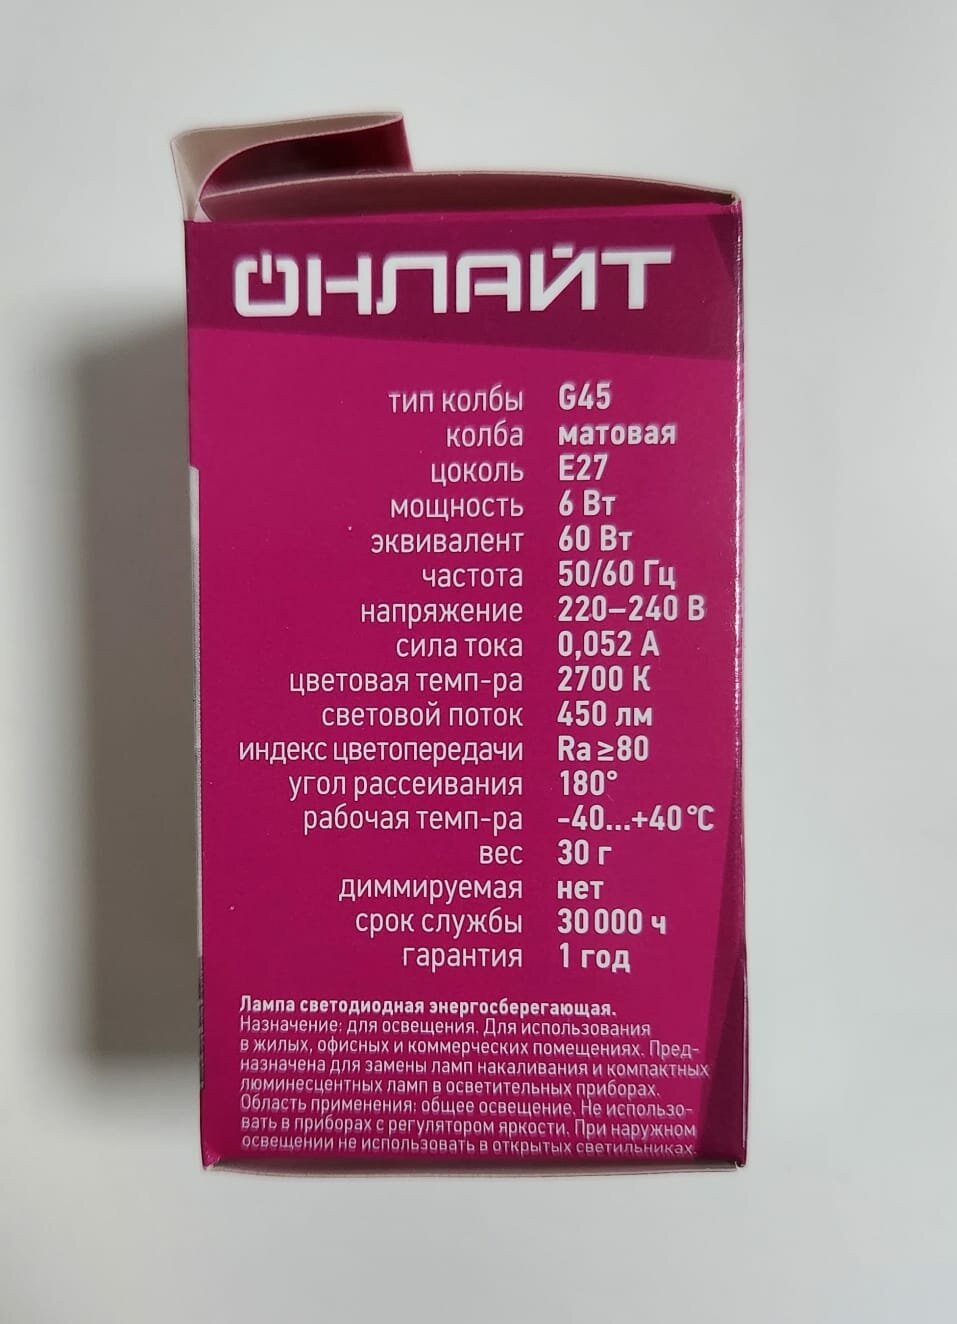 ОНЛАЙТ
тип колбы G45
колба матовая
цоколь E27
мощность 6 Вт
эквивалент 60 Вт
частота 50/60 Гц
напряжение 220–240 В
сила тока 0,052 А
цветовая темп-ра 2700 К
световой поток 450 лм
индекс цветопередачи Ra≥80
угол рассеивания 180°
рабочая темп-ра -40...+40°C
вес 30 г
диммируемая нет
срок службы 30 000 ч
гарантия 1 год
Лампа светодиодная энергосберегающая.
Назначение: для освещения. Для использования
в жилых, офисных и коммерческих помещениях. Пред-
назначена для замены ламп накаливания и компактных
люминесцентных ламп в осветительных приборах.
Область применения: общее освещение. Не использо-
вать в приборах с регулятором яркости. При наружном
освещении не использовать в открытых светильниках.